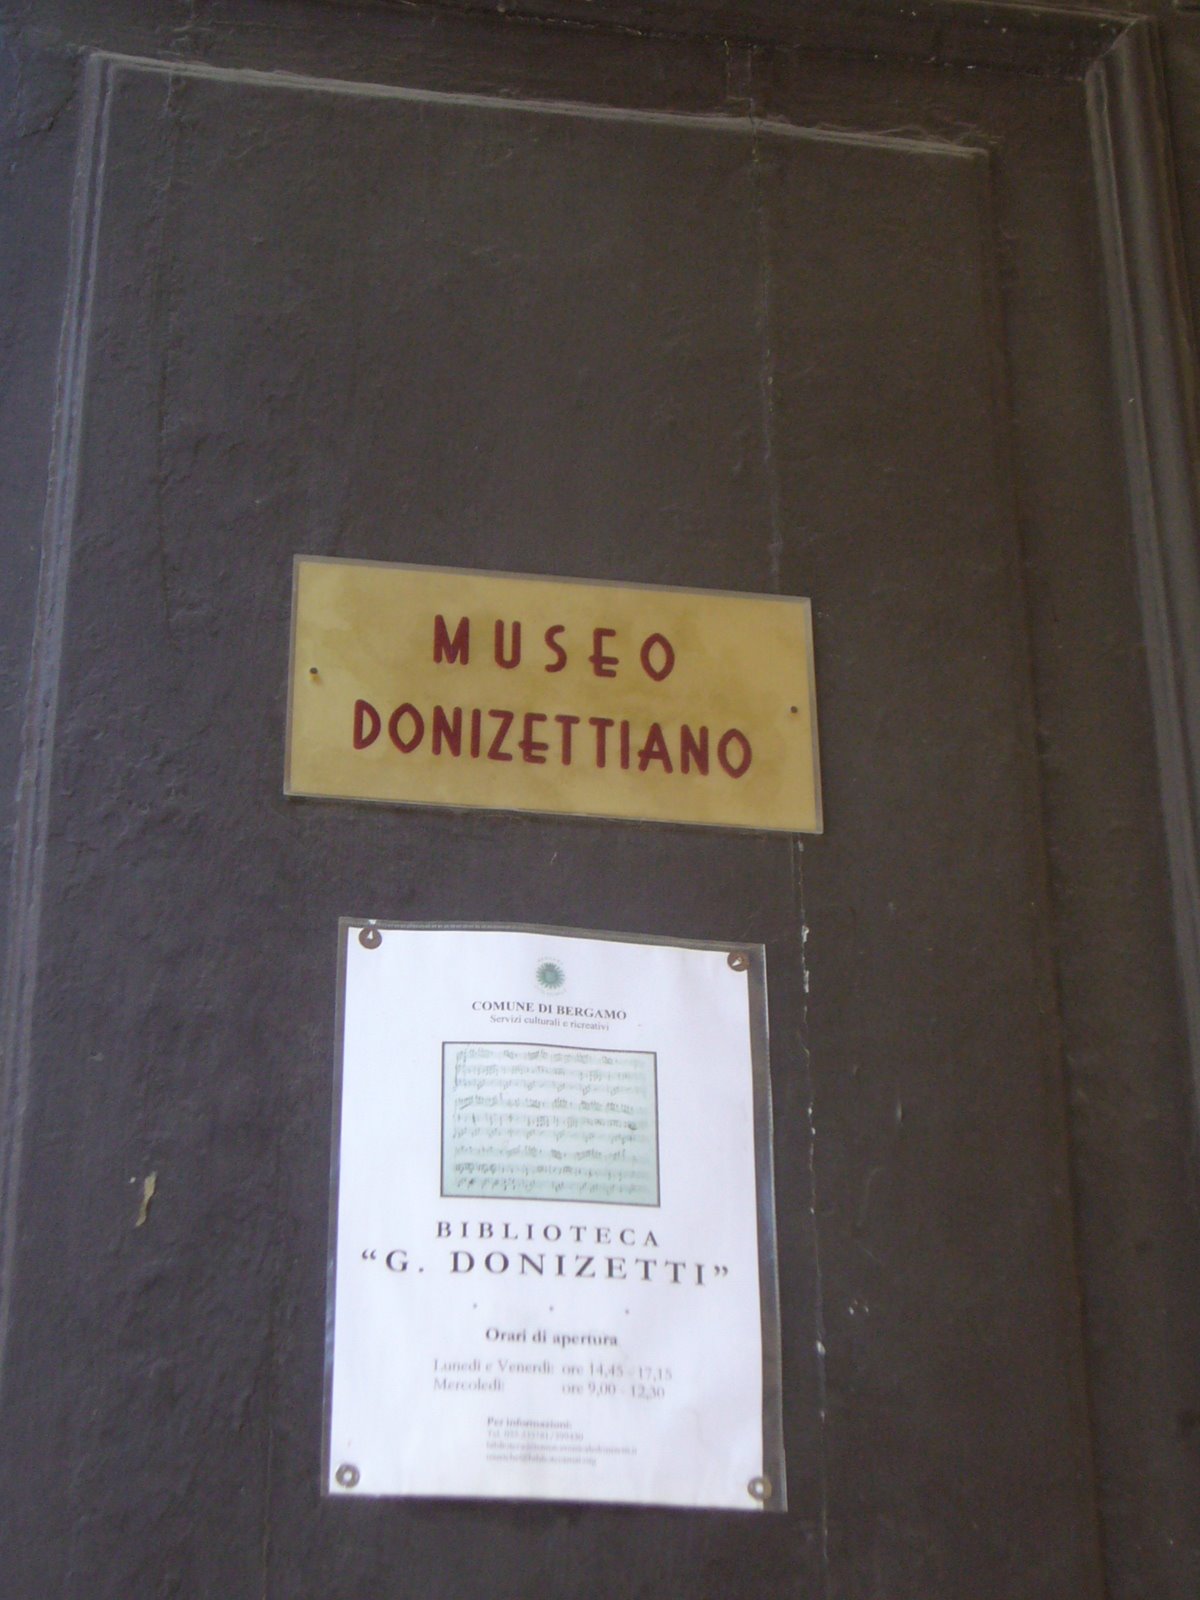 MUSEO
DONIZETTIANO
COMUNE DI BERGAMO
Servizi culturali e ricreativi
BIBLIOTECA
“G. DONIZETTI”
Orari di apertura
Lunedì e Venerdì: ore 14,45 - 17,15
Mercoledì: ore 9,00 - 12,30
Per informazioni: